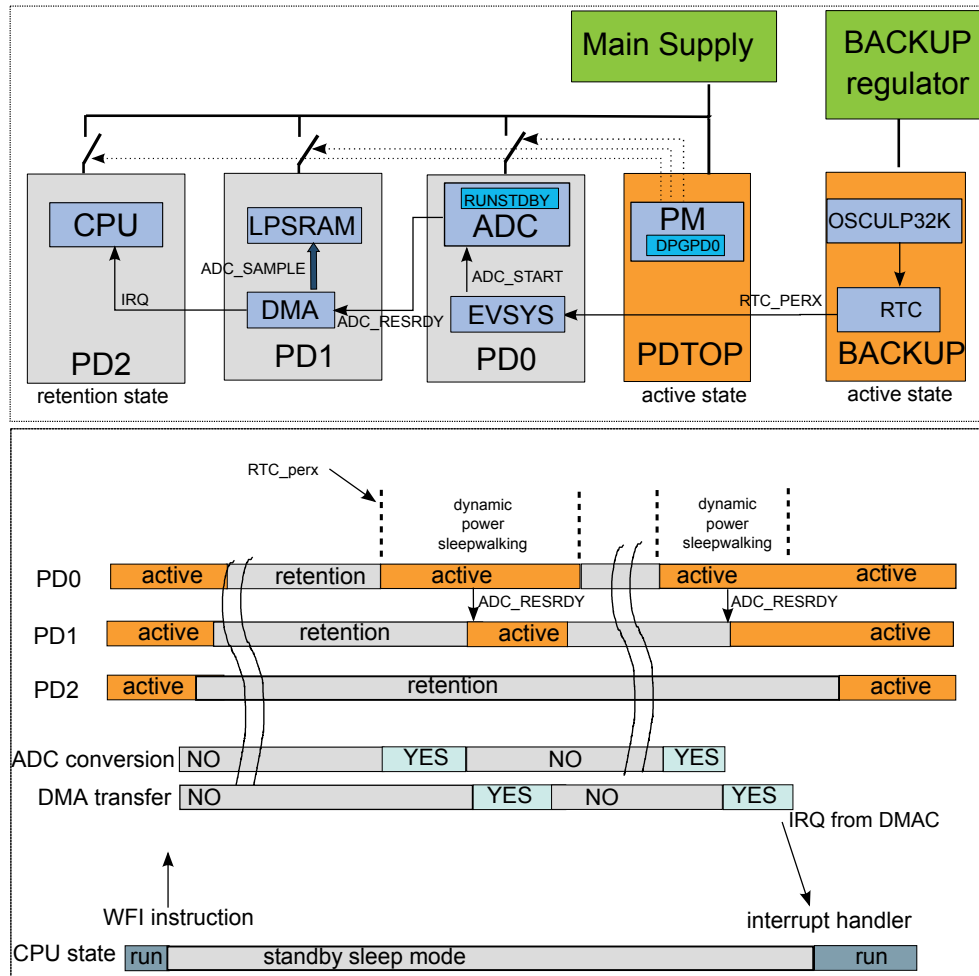 Main Supply
BACKUP
regulator
CPU
LPSRAM
RUNSTDBY
ADC
PM
DPGPD0
OSCULP32K
ADC_SAMPLE
ADC_START
IRQ
DMA
ADC_RESRDY
EVSYS
RTC_PERX
RTC
PD2
PD1
PD0
PDTOP
BACKUP
retention state
active state
active state
RTC_perx
dynamic
power
sleepwalking
dynamic
power
sleepwalking
PD0
active
retention
active
active
active
ADC_RESRDY
ADC_RESRDY
PD1
active
retention
active
active
PD2
active
retention
active
ADC conversion
NO
YES
NO
YES
DMA transfer
NO
YES
NO
YES
IRQ from DMAC
WFI instruction
interrupt handler
CPU state
run
standby sleep mode
run